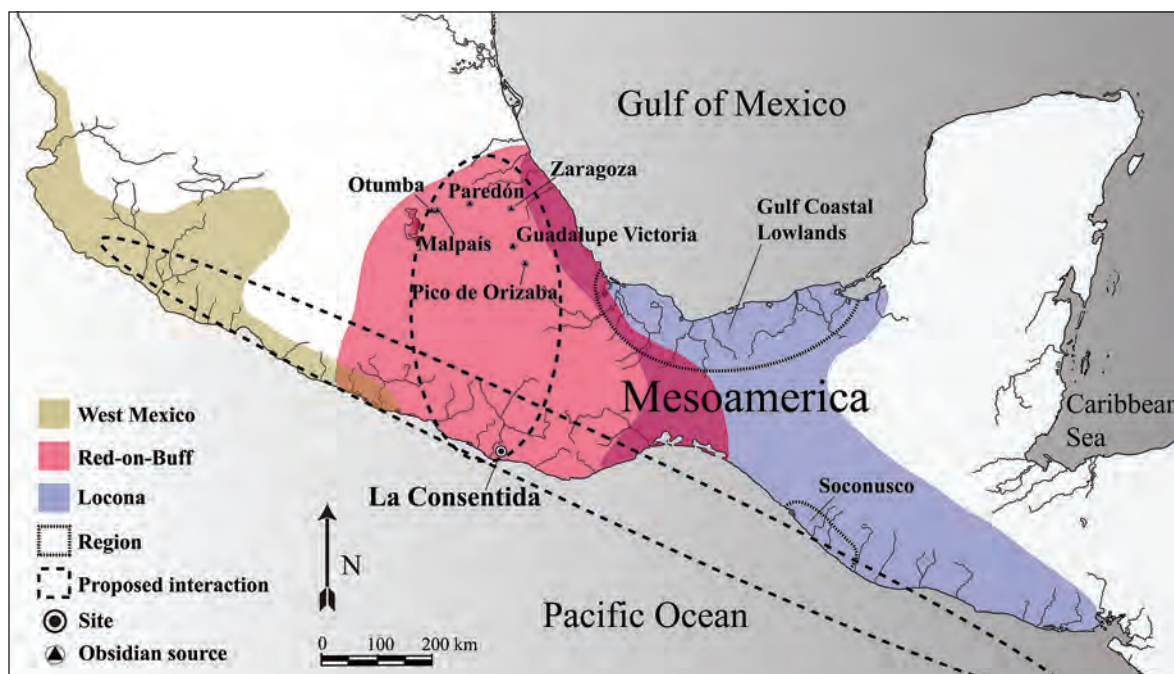 Gulf of Mexico
Zaragoza
Otumba
Paredón
Gulf Coastal
Lowlands
Malpaís
Guadalupe Victoria
Pico de Orizaba
Mesoamerica
Caribbean
Sea
West Mexico
Red-on-Buff
Locona
Region
Proposed interaction
Site
Obsidian source
La Consentida
Soconusco
N
Pacific Ocean
0 100 200 km